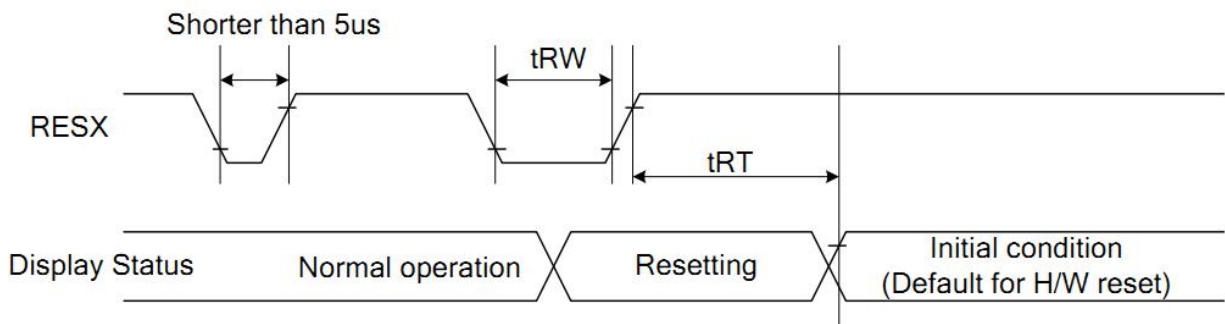 Shorter than 5us
tRW
RESX
tRT
Display Status
Normal operation
Resetting
Initial condition
(Default for H/W reset)